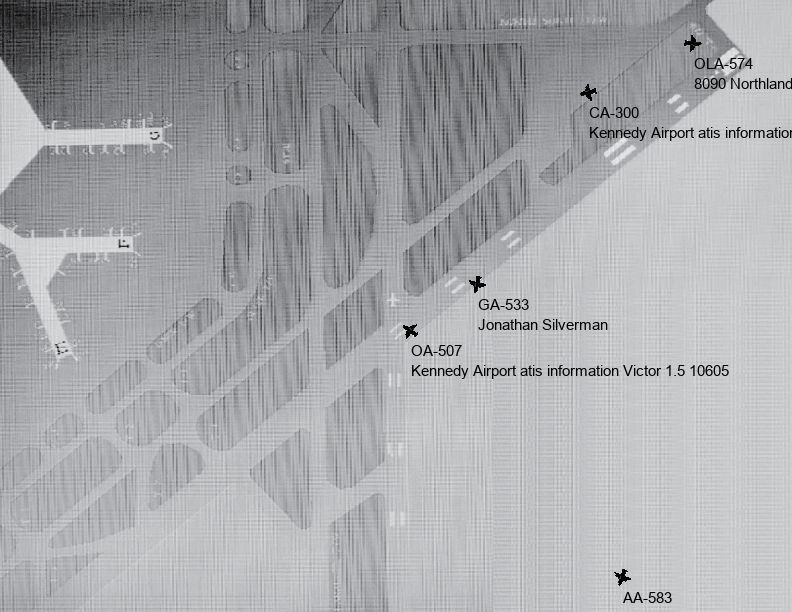 OLA-574
8090 Northland
CA-300
Kennedy Airport atis information
GA-533
Jonathan Silverman
OA-507
Kennedy Airport atis information Victor 1.5 10605
AA-583